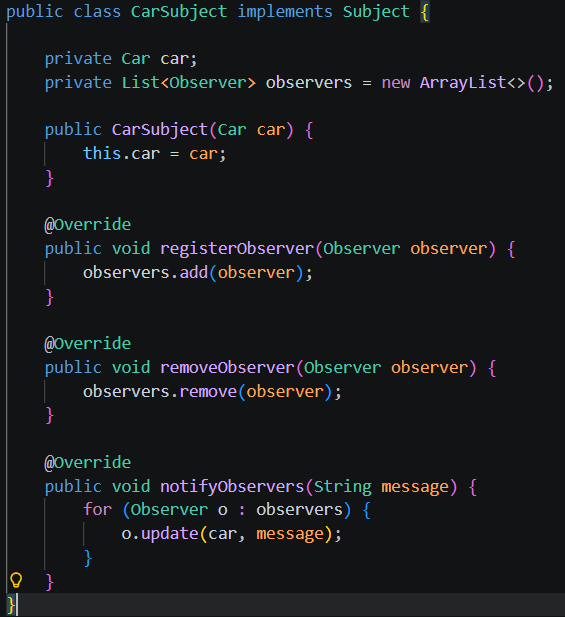 public class CarSubject implements Subject {
private Car car;
private List<Observer> observers = new ArrayList<>();
public CarSubject(Car car) {
this.car = car;
}
@Override
public void registerObserver(Observer observer) {
observers.add(observer);
}
@Override
public void removeObserver(Observer observer) {
observers.remove(observer);
}
@Override
public void notifyObservers(String message) {
for (Observer o : observers) {
o.update(car, message);
}
}
}